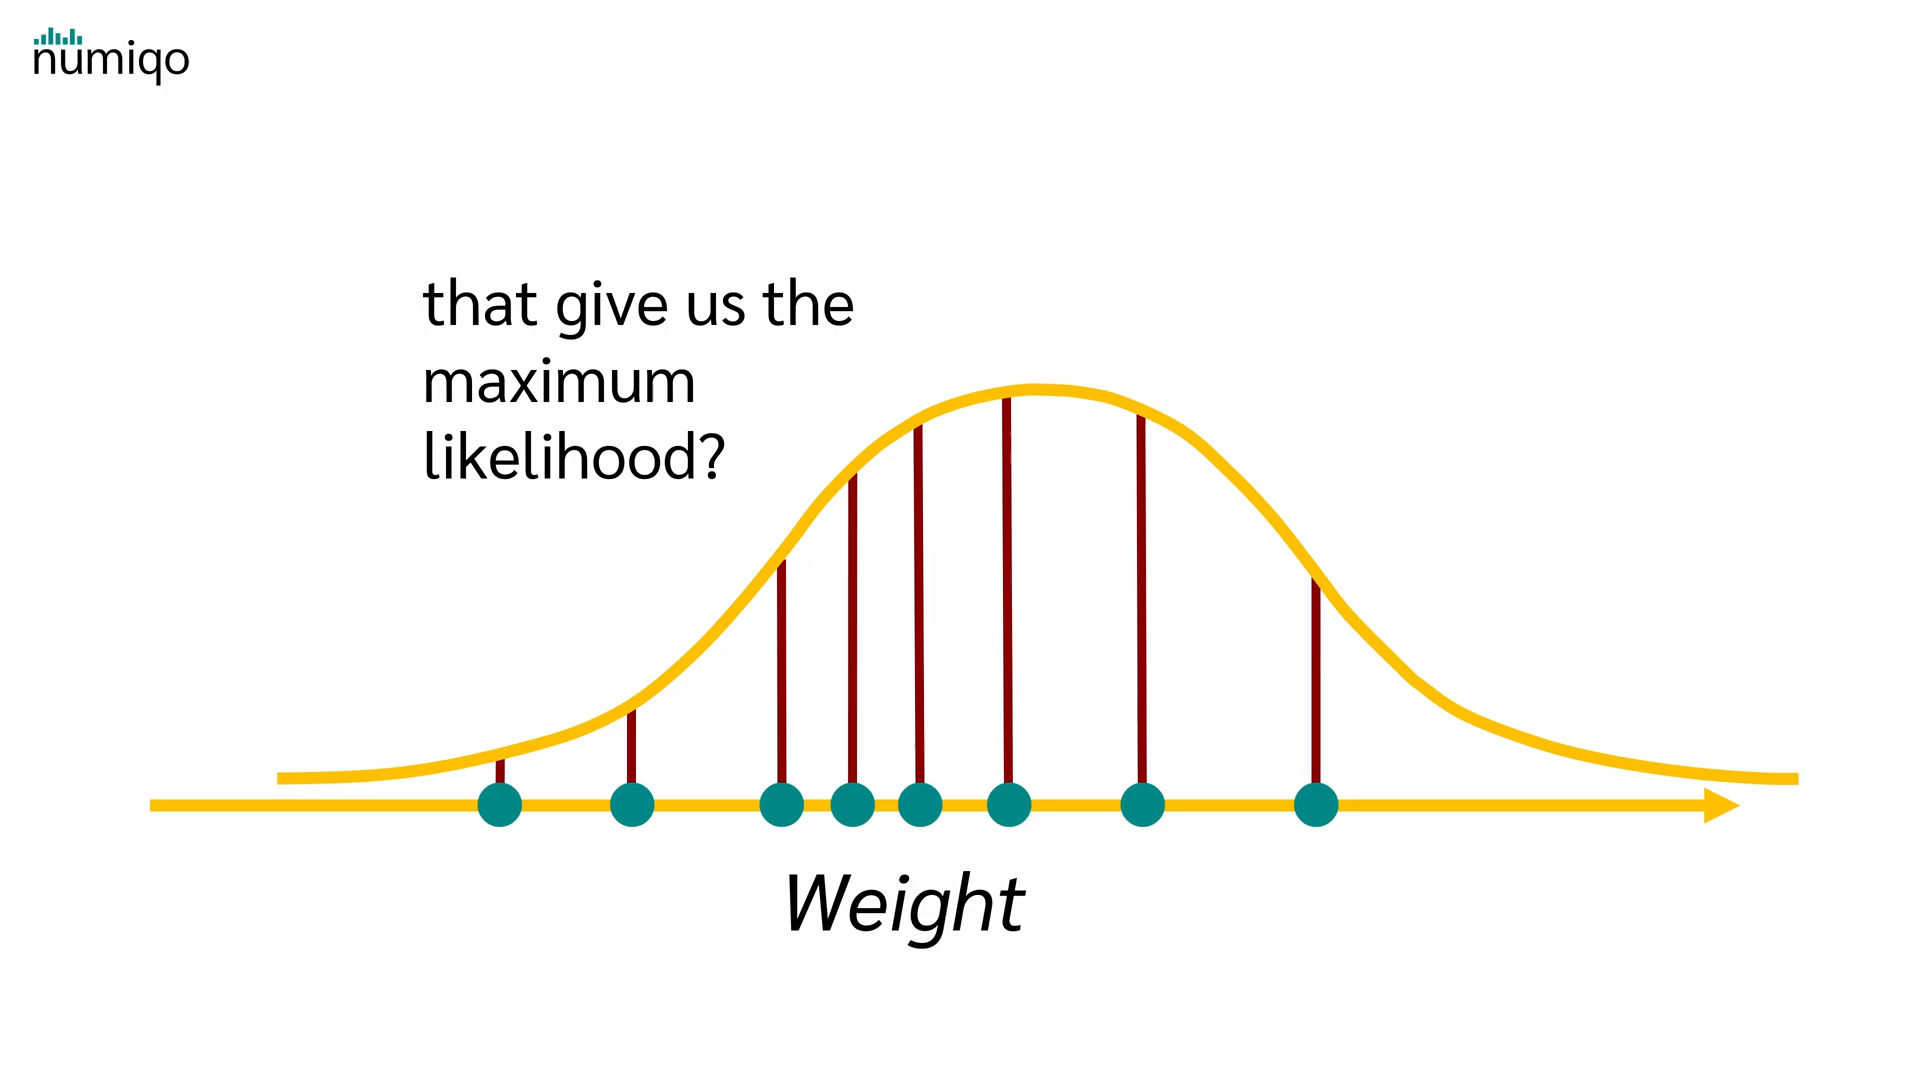 numiqo
that give us the
maximum
likelihood?
Weight